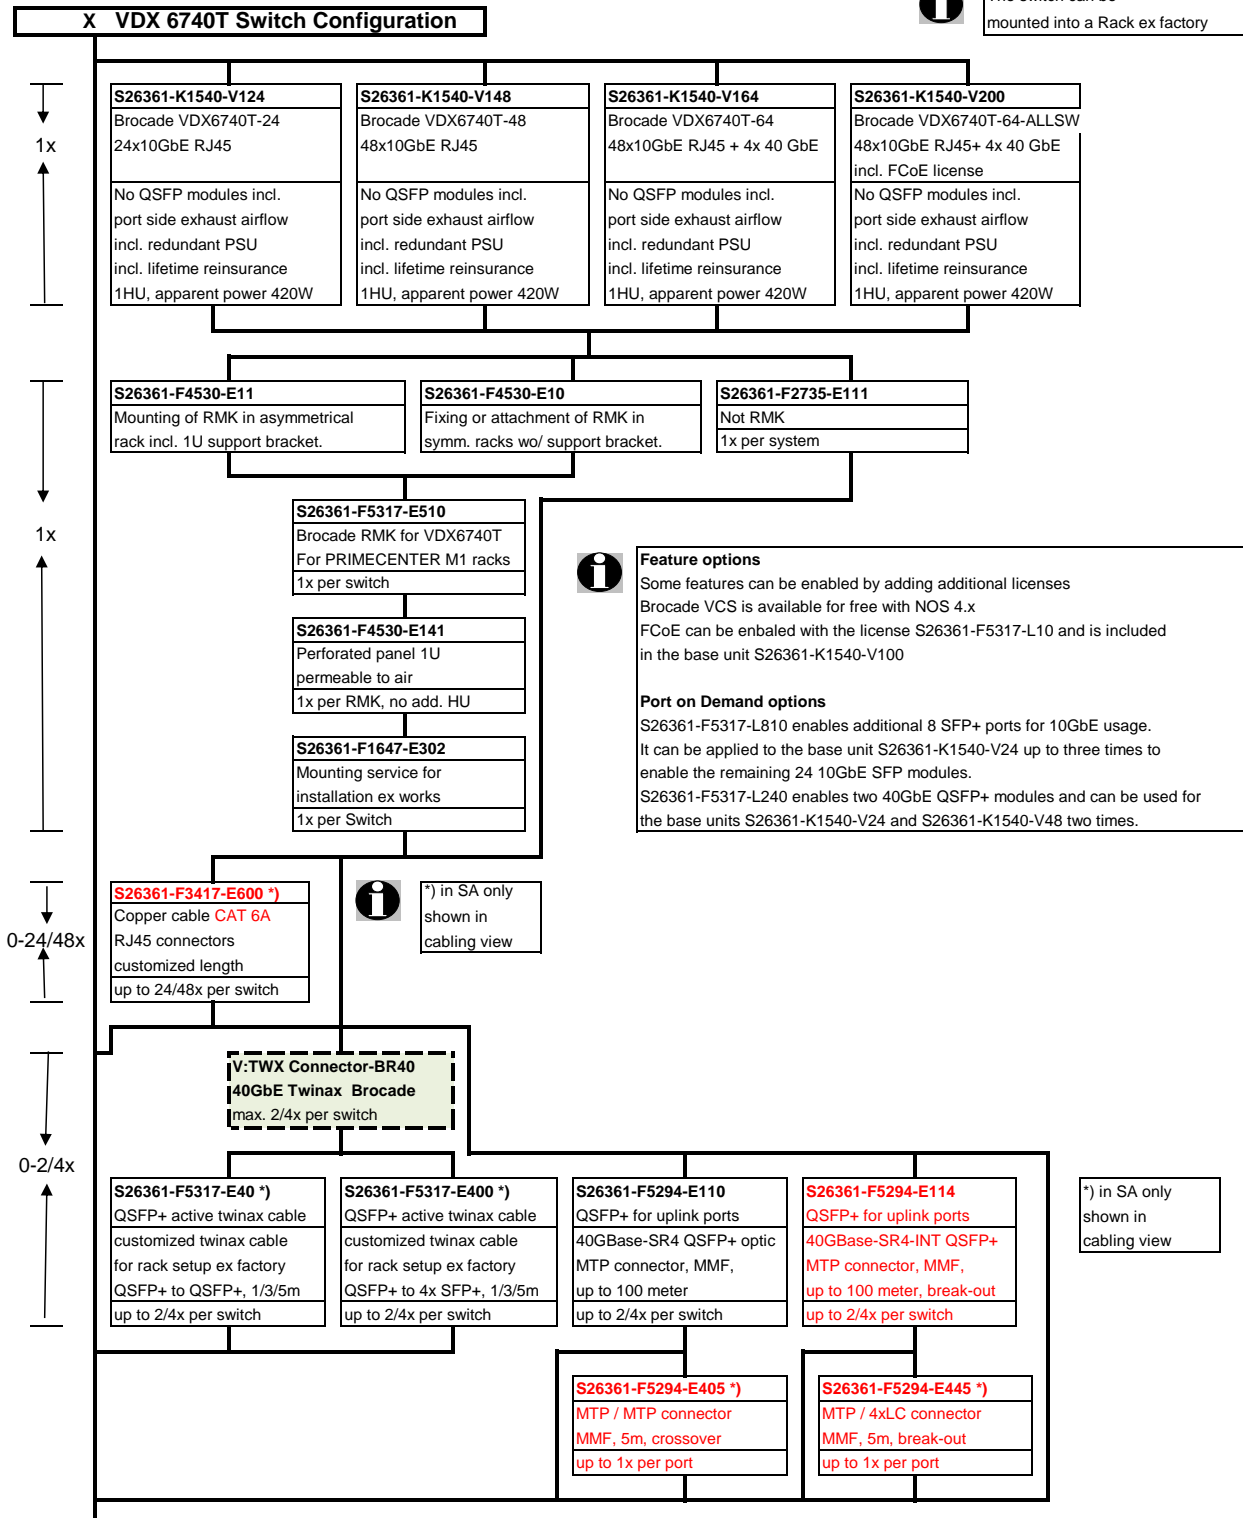 X VDX 6740T Switch Configuration
mounted into a Rack ex factory
S26361-K1540-V124
Brocade VDX6740T-24
24x10GbE RJ45
No QSFP modules incl.
port side exhaust airflow
incl. redundant PSU
incl. lifetime reinsurance
1HU, apparent power 420W
S26361-K1540-V148
Brocade VDX6740T-48
48x10GbE RJ45
No QSFP modules incl.
port side exhaust airflow
incl. redundant PSU
incl. lifetime reinsurance
1HU, apparent power 420W
S26361-K1540-V164
Brocade VDX6740T-64
48x10GbE RJ45 + 4x 40 GbE
No QSFP modules incl.
port side exhaust airflow
incl. redundant PSU
incl. lifetime reinsurance
1HU, apparent power 420W
S26361-K1540-V200
Brocade VDX6740T-64-ALLSW
48x10GbE RJ45+ 4x 40 GbE
incl. FCoE license
No QSFP modules incl.
port side exhaust airflow
incl. redundant PSU
incl. lifetime reinsurance
1HU, apparent power 420W
1x
S26361-F4530-E11
Mounting of RMK in asymmetrical
rack incl. 1U support bracket.
S26361-F4530-E10
Fixing or attachment of RMK in
symm. racks wo/ support bracket.
S26361-F2735-E111
Not RMK
1x per system
1x
S26361-F5317-E510
Brocade RMK for VDX6740T
For PRIMECENTER M1 racks
1x per switch
S26361-F4530-E141
Perforated panel 1U
permeable to air
1x per RMK, no add. HU
S26361-F1647-E302
Mounting service for
installation ex works
1x per Switch
Feature options
Some features can be enabled by adding additional licenses
Brocade VCS is available for free with NOS 4.x
FCoE can be enbaled with the license S26361-F5317-L10 and is included
in the base unit S26361-K1540-V100
Port on Demand options
S26361-F5317-L810 enables additional 8 SFP+ ports for 10GbE usage.
It can be applied to the base unit S26361-K1540-V24 up to three times to
enable the remaining 24 10GbE SFP modules.
S26361-F5317-L240 enables two 40GbE QSFP+ modules and can be used for
the base units S26361-K1540-V24 and S26361-K1540-V48 two times.
0-24/48x
S26361-F3417-E600 *)
Copper cable CAT 6A
RJ45 connectors
customized length
up to 24/48x per switch
*) in SA only
shown in
cabling view
V:TWX Connector-BR40
40GbE Twinax Brocade
max. 2/4x per switch
0-2/4x
S26361-F5317-E40 *)
QSFP+ active twinax cable
customized twinax cable
for rack setup ex factory
QSFP+ to QSFP+, 1/3/5m
up to 2/4x per switch
S26361-F5317-E400 *)
QSFP+ active twinax cable
customized twinax cable
for rack setup ex factory
QSFP+ to 4x SFP+, 1/3/5m
up to 2/4x per switch
S26361-F5294-E110
QSFP+ for uplink ports
40GBase-SR4 QSFP+ optic
MTP connector, MMF,
up to 100 meter
up to 2/4x per switch
S26361-F5294-E114
QSFP+ for uplink ports
40GBase-SR4-INT QSFP+
MTP connector, MMF,
up to 100 meter, break-out
up to 2/4x per switch
*) in SA only
shown in
cabling view
S26361-F5294-E405 *)
MTP / MTP connector
MMF, 5m, crossover
up to 1x per port
S26361-F5294-E445 *)
MTP / 4xLC connector
MMF, 5m, break-out
up to 1x per port